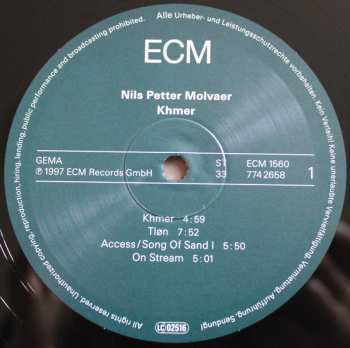 Alle Urheber- und Leistungsschutzrechte vorbehalten. Kein Verleih! Keine unerlaubte Vervielfältigung, Vermietung, Aufführung, Sendung!
ECM
Nils Petter Molvaer
Khmer
GEMA ST ECM 1560
℗ 1997 ECM Records GmbH 33 774 2658 1
Khmer 4:59
Tløn 7:52
Access/Song Of Sand I 5:50
On Stream 5:01
LC 02516
All rights reserved. Unauthorized copying, reproduction, hiring, lending, public performance and broadcasting prohibited.